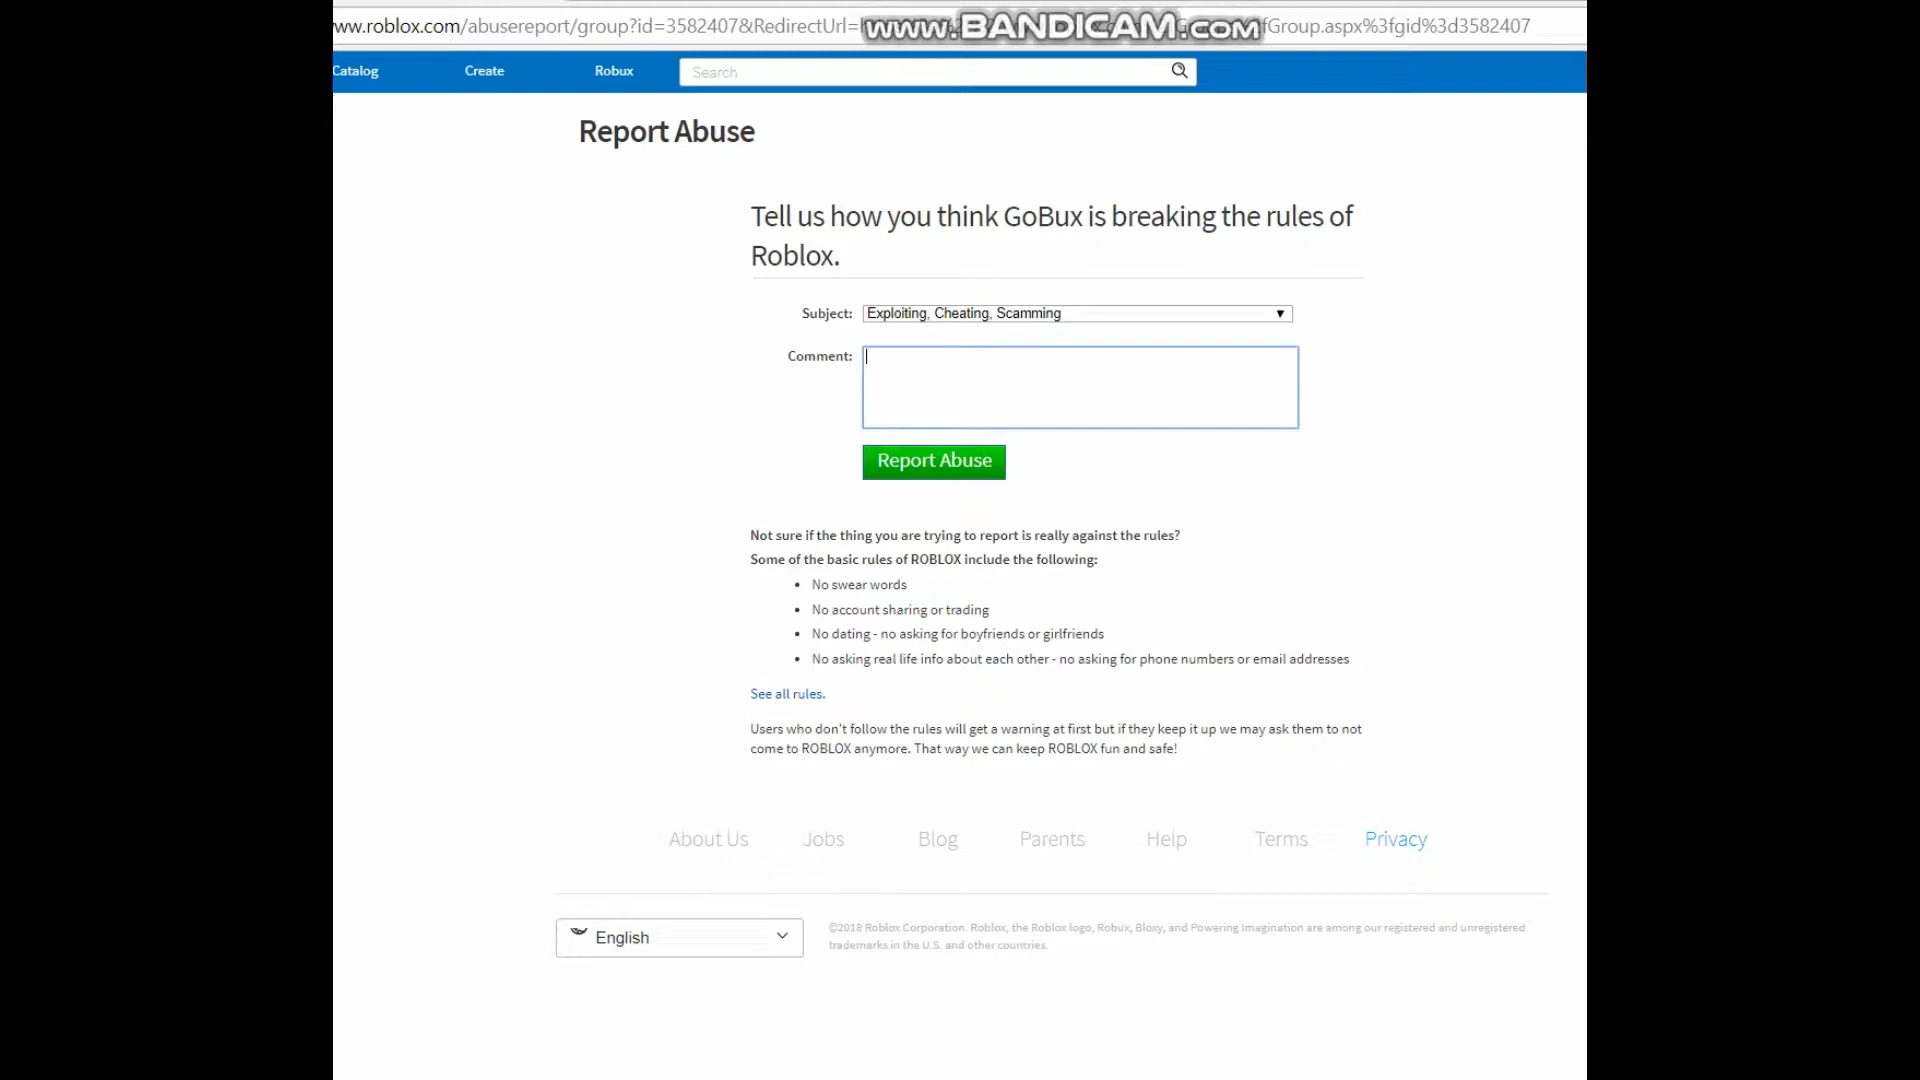 ww.roblox.com/abusereport/group?id=3582407&RedirectUrl=
www.BANDICAM.com
fGroup.aspx%3fgid%3d3582407
Catalog
Create
Robux
Search
Report Abuse
Tell us how you think GoBux is breaking the rules of
Roblox.
Subject:
Exploiting, Cheating, Scamming
Comment:
Report Abuse
Not sure if the thing you are trying to report is really against the rules?
Some of the basic rules of ROBLOX include the following:
• No swear words
• No account sharing or trading
• No dating - no asking for boyfriends or girlfriends
• No asking real life info about each other - no asking for phone numbers or email addresses
See all rules.
Users who don't follow the rules will get a warning at first but if they keep it up we may ask them to not
come to ROBLOX anymore. That way we can keep ROBLOX fun and safe!
About Us
Jobs
Blog
Parents
Help
Terms
Privacy
English
©2018 Roblox Corporation. Roblox, the Roblox logo, Robux, Bloxy, and Powering Imagination are among our registered and unregistered
trademarks in the U.S. and other countries.